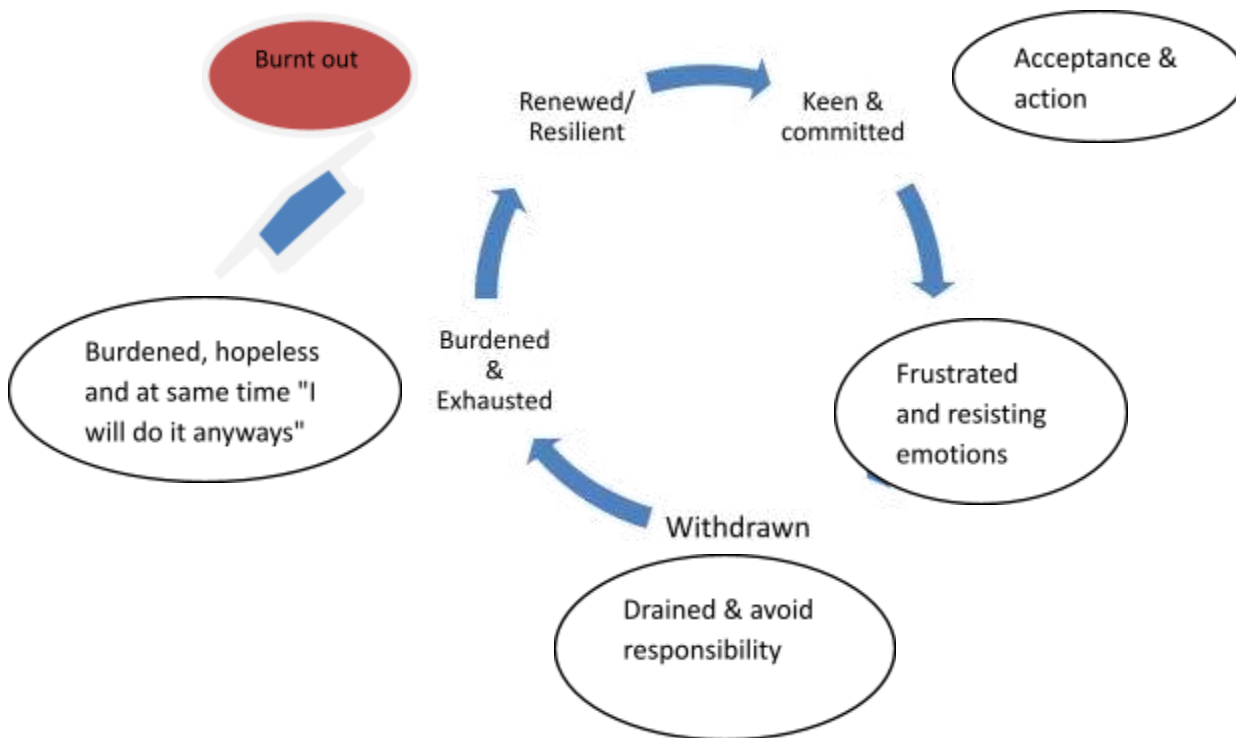 Burnt out
Renewed/
Resilient
Keen &
committed
Acceptance &
action
Burdened, hopeless
and at same time "I
will do it anyways"
Burdened
&
Exhausted
Frustrated
and resisting
emotions
Withdrawn
Drained & avoid
responsibility